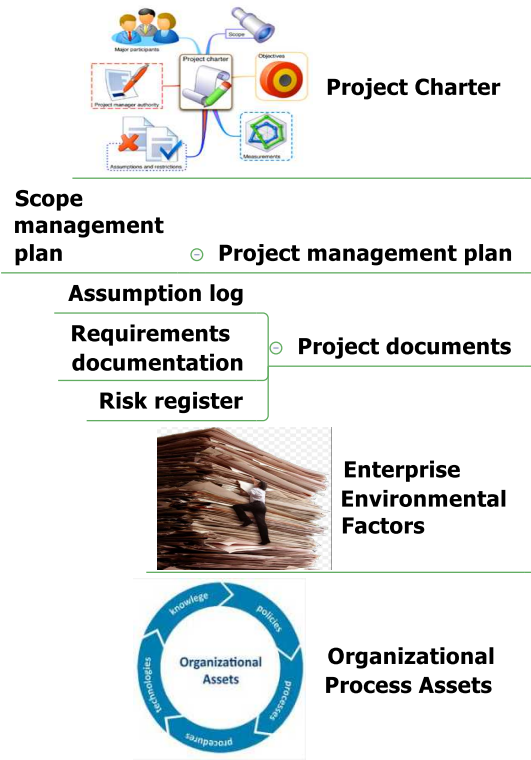 Major participants
Scope
Project charter
Objectives
Project manager authority
Assumptions and restrictions
Measurements
Project Charter
Scope
management
plan
Project management plan
Assumption log
Requirements
documentation
Project documents
Risk register
Enterprise
Environmental
Factors
knowlege
policies
technologies
Organizational
Assets
processes
procedures
Organizational
Process Assets